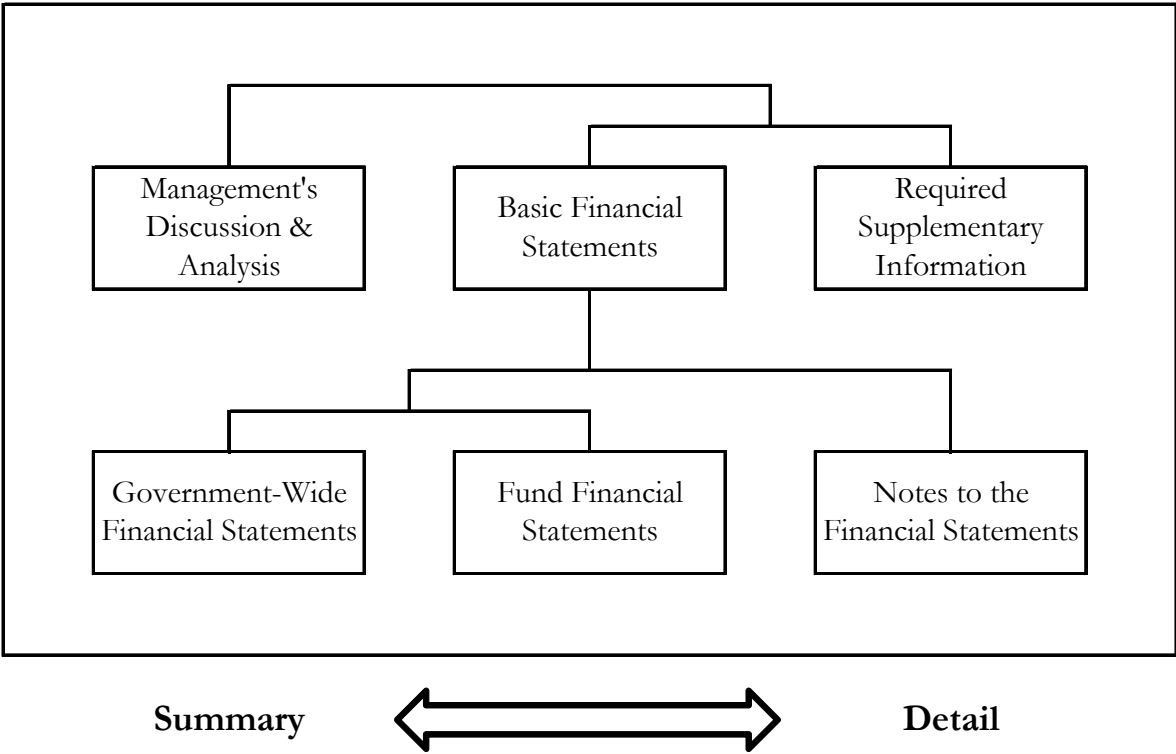 Management's
Discussion &
Analysis
Basic Financial
Statements
Required
Supplementary
Information
Government-Wide
Financial Statements
Fund Financial
Statements
Notes to the
Financial Statements
Summary
Detail